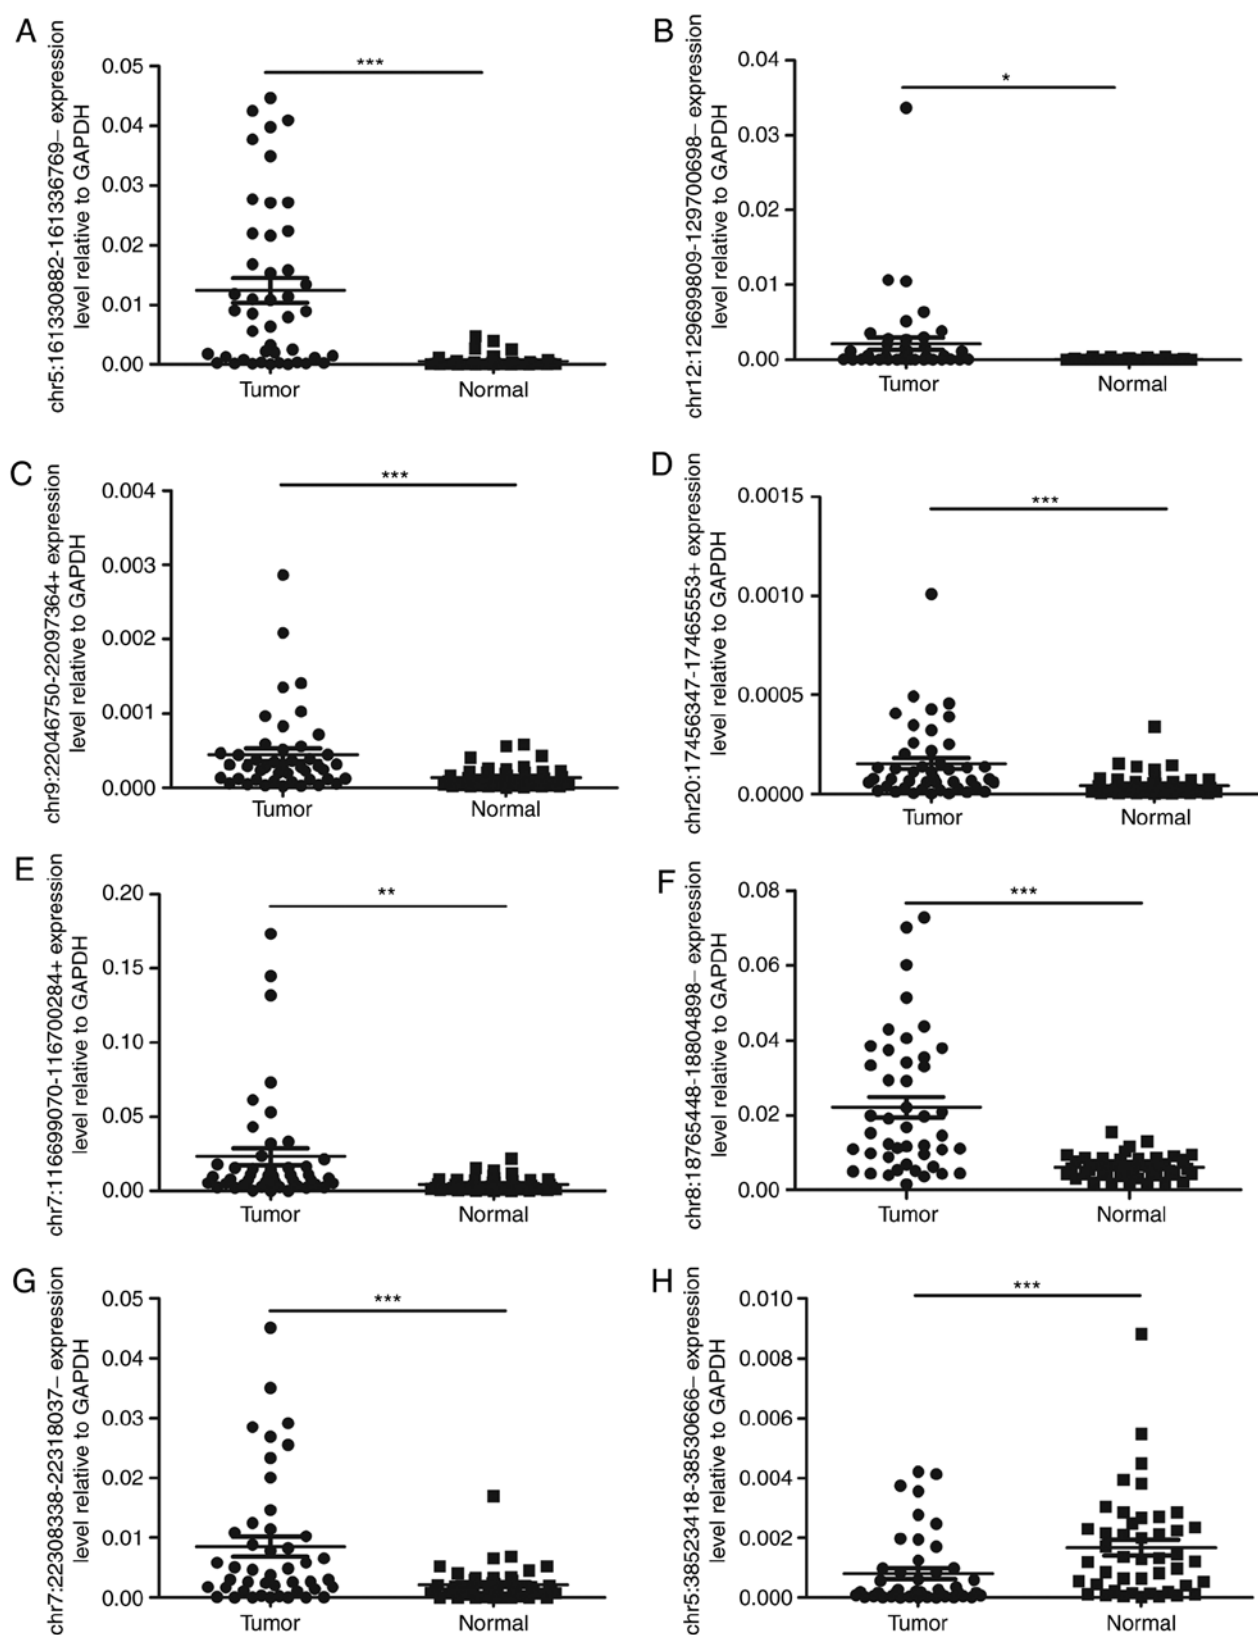 A
chr5:161330882-161336769– expression
level relative to GAPDH
0.05
0.04
0.03
0.02
0.01
0.00
***
Tumor
Normal
B
chr12:129699809-129700698– expression
level relative to GAPDH
0.04
0.03
0.02
0.01
0.00
*
Tumor
Normal
C
chr9:22046750-22097364+ expression
level relative to GAPDH
0.004
0.003
0.002
0.001
0.000
***
Tumor
Normal
D
chr20:17456347-17465553+ expression
level relative to GAPDH
0.0015
0.0010
0.0005
0.0000
***
Tumor
Normal
E
chr7:116699070-116700284+ expression
level relative to GAPDH
0.20
0.15
0.10
0.05
0.00
**
Tumor
Normal
F
chr8:18765448-18804898– expression
level relative to GAPDH
0.08
0.06
0.04
0.02
0.00
***
Tumor
Normal
G
chr7:22308338-22318037– expression
level relative to GAPDH
0.05
0.04
0.03
0.02
0.01
0.00
***
Tumor
Normal
H
chr5:38523418-38530666– expression
level relative to GAPDH
0.010
0.008
0.006
0.004
0.002
0.000
***
Tumor
Normal